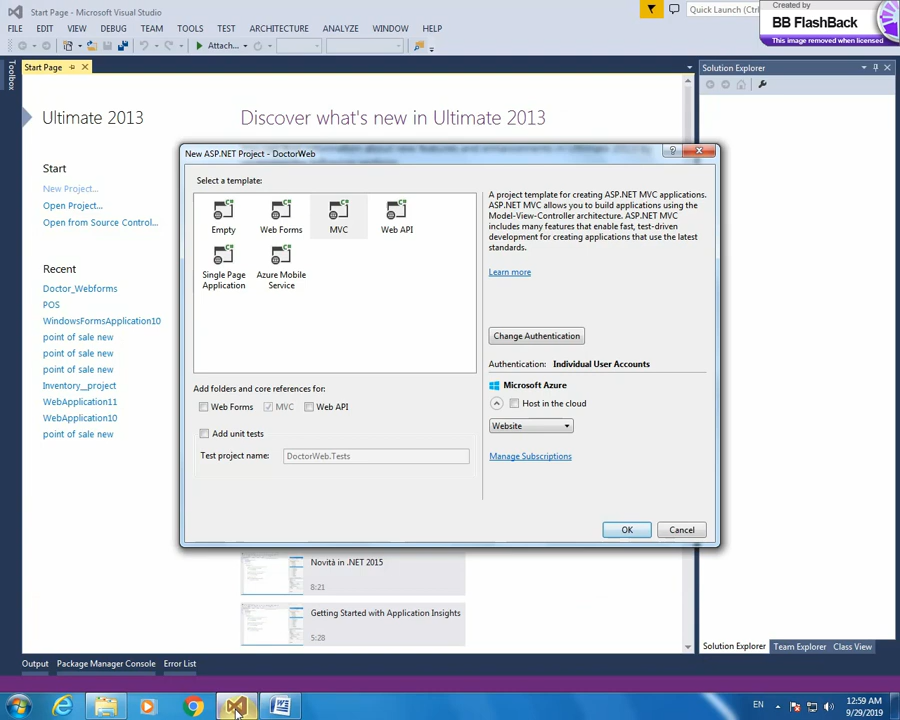 Start Page - Microsoft Visual Studio
Quick Launch (Ctrl
Created by
BB FlashBack
This image removed when licensed
FILE EDIT VIEW DEBUG TEAM TOOLS TEST ARCHITECTURE ANALYZE WINDOW HELP
Attach...
Toolbox
Start Page
Solution Explorer
Ultimate 2013
Discover what's new in Ultimate 2013
New ASP.NET Project - DoctorWeb
Start
New Project...
Open Project...
Open from Source Control...
Recent
Doctor_Webforms
POS
WindowsFormsApplication10
point of sale new
point of sale new
point of sale new
Inventory__project
WebApplication11
WebApplication10
point of sale new
Select a template:
Empty
Web Forms
MVC
Web API
Single Page
Application
Azure Mobile
Service
A project template for creating ASP.NET MVC applications.
ASP.NET MVC allows you to build applications using the
Model-View-Controller architecture. ASP.NET MVC
includes many features that enable fast, test-driven
development for creating applications that use the latest
standards.
Learn more
Change Authentication
Authentication: Individual User Accounts
Microsoft Azure
Host in the cloud
Website
Manage Subscriptions
Add folders and core references for:
Web Forms MVC Web API
Add unit tests
Test project name: DoctorWeb.Tests
OK Cancel
Novità in .NET 2015
8:21
Getting Started with Application Insights
5:28
Solution Explorer Team Explorer Class View
Output Package Manager Console Error List
EN
12:59 AM
9/29/2019